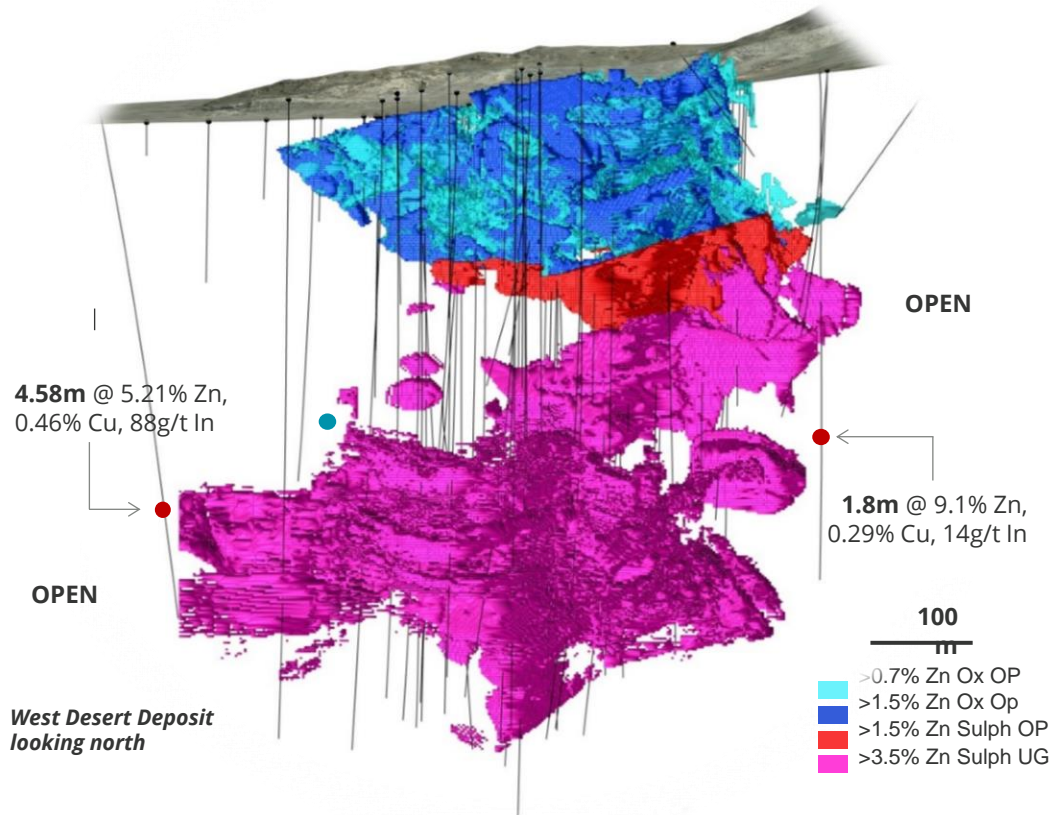 OPEN
4.58m @ 5.21% Zn,
0.46% Cu, 88g/t In
1.8m @ 9.1% Zn,
0.29% Cu, 14g/t In
OPEN
100
m
>0.7% Zn Ox OP
>1.5% Zn Ox Op
>1.5% Zn Sulph OP
>3.5% Zn Sulph UG
West Desert Deposit
looking north